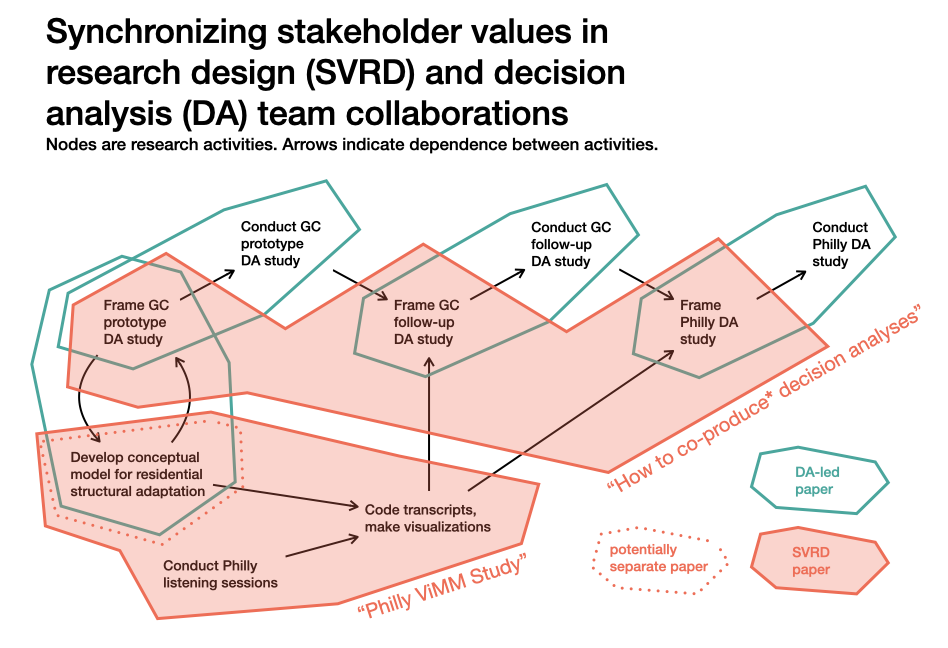 Synchronizing stakeholder values in
research design (SVRD) and decision
analysis (DA) team collaborations
Nodes are research activities. Arrows indicate dependence between activities.
Conduct GC
prototype
DA study
Conduct GC
follow-up
DA study
Conduct
Philly DA
study
Frame GC
prototype
DA study
Frame GC
follow-up
DA study
Frame
Philly DA
study
"How to co-produce* decision analyses"
Develop conceptual
model for residential
structural adaptation
Code transcripts,
make visualizations
Conduct Philly
listening sessions
"Philly ViMM Study"
DA-led
paper
potentially
separate paper
SVRD
paper